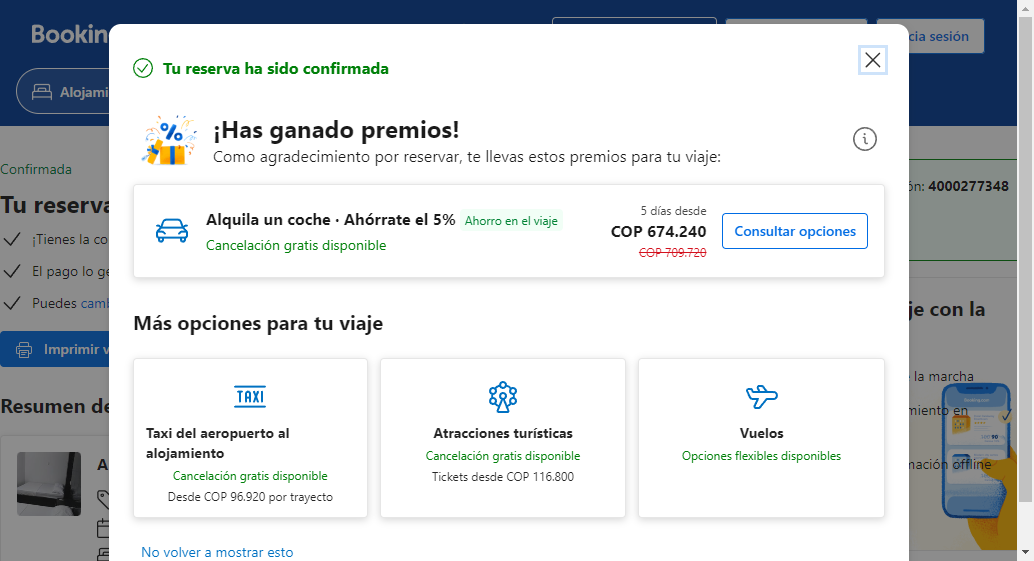 Bookin
cia sesión
Alojami
Tu reserva ha sido confirmada
¡Has ganado premios!
Como agradecimiento por reservar, te llevas estos premios para tu viaje:
Alquila un coche · Ahórrate el 5% Ahorro en el viaje
Cancelación gratis disponible
5 días desde
COP 674.240
COP 709.720
Consultar opciones
Más opciones para tu viaje
TAXI
Taxi del aeropuerto al
alojamiento
Cancelación gratis disponible
Desde COP 96.920 por trayecto
Atracciones turísticas
Cancelación gratis disponible
Tickets desde COP 116.800
Vuelos
Opciones flexibles disponibles
No volver a mostrar esto
Confirmada
Tu reserva
¡Tienes la co
El pago lo ge
Puedes camb
Imprimir v
Resumen de
A
ón: 4000277348
je con la
e la marcha
amiento en
mación offline